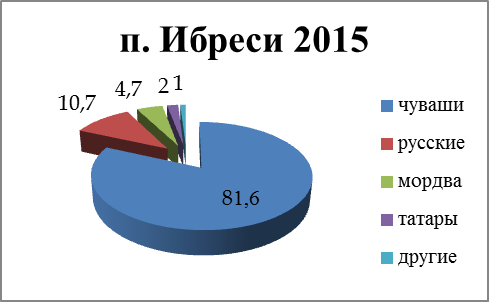 п. Ибреси 2015
10,7
4,7
2
1
81,6
чуваши
русские
мордва
татары
другие